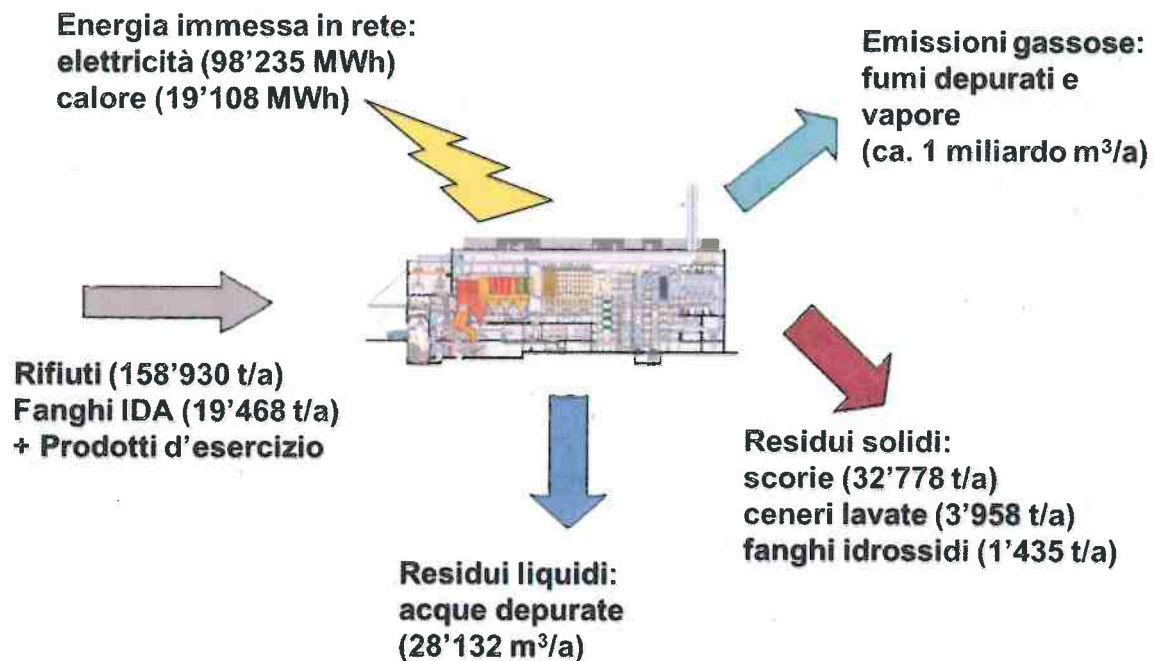 Energia immessa in rete:
elettricità (98’235 MWh)
calore (19’108 MWh)
Emissioni gassose:
fumi depurati e
vapore
(ca. 1 miliardo m³/a)
Rifiuti (158’930 t/a)
Fanghi IDA (19’468 t/a)
+ Prodotti d’esercizio
Residui solidi:
scorie (32’778 t/a)
ceneri lavate (3’958 t/a)
fanghi idrossidi (1’435 t/a)
Residui liquidi:
acque depurate
(28’132 m³/a)